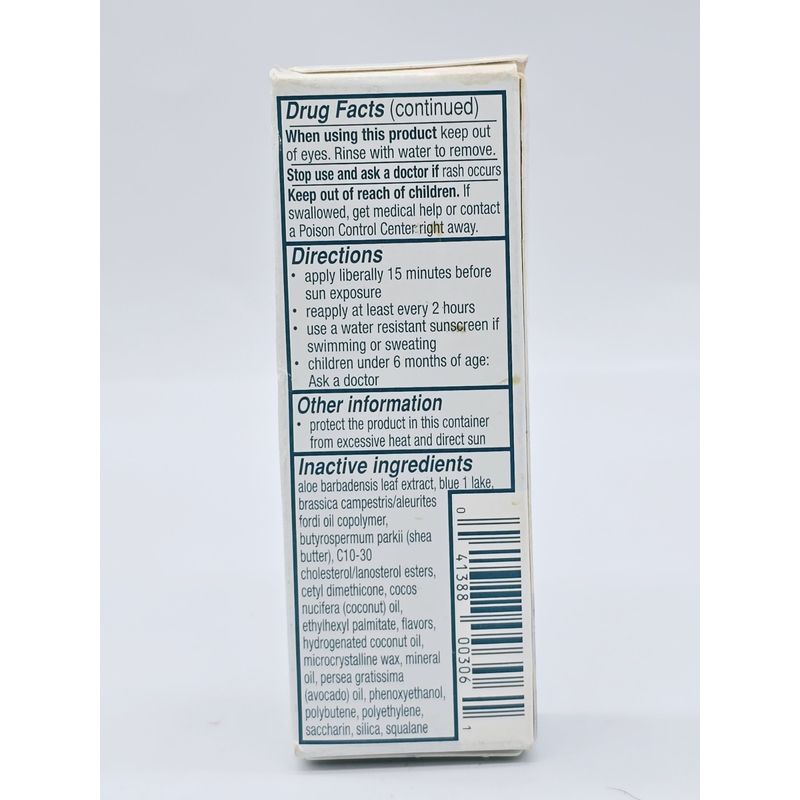 Drug Facts (continued)
When using this product keep out
of eyes. Rinse with water to remove.
Stop use and ask a doctor if rash occurs
Keep out of reach of children. If
swallowed, get medical help or contact
a Poison Control Center right away.
Directions
• apply liberally 15 minutes before
sun exposure
• reapply at least every 2 hours
• use a water resistant sunscreen if
swimming or sweating
• children under 6 months of age:
Ask a doctor
Other information
• protect the product in this container
from excessive heat and direct sun
Inactive ingredients
aloe barbadensis leaf extract, blue 1 lake,
brassica campestris/aleurites
fordi oil copolymer,
butyrospermum parkii (shea
butter), C10-30
cholesterol/lanosterol esters,
cetyl dimethicone, cocos
nucifera (coconut) oil,
ethylhexyl palmitate, flavors,
hydrogenated coconut oil,
microcrystalline wax, mineral
oil, persea gratissima
(avocado) oil, phenoxyethanol,
polybutene, polyethylene,
saccharin, silica, squalane
0 41388 00306 1